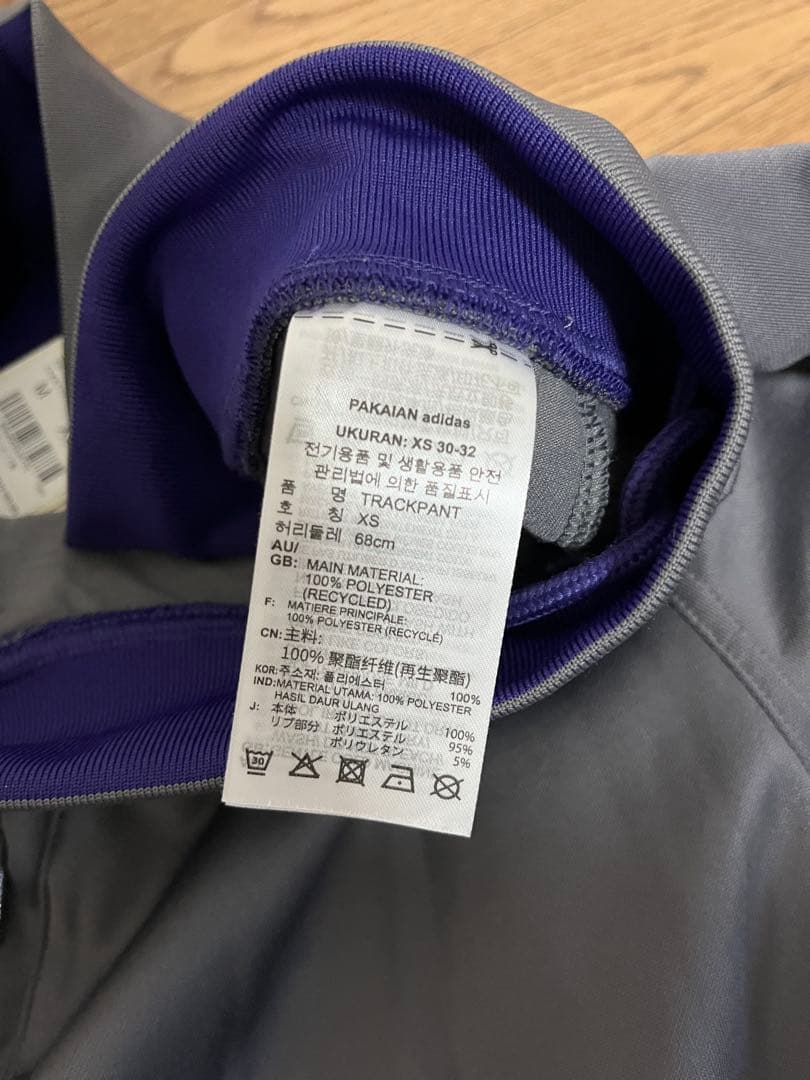 PAKAIAN adidas
UKURAN: XS 30-32
전기용품 및 생활용품 안전
관리법에 의한 품질표시
품 명 TRACKPANT
호 칭 XS
허리둘레 68cm
AU/
GB: MAIN MATERIAL:
100% POLYESTER
(RECYCLED)
F: MATIERE PRINCIPALE:
100% POLYESTER (RECYCLÉ)
CN: 主料:
100% 聚酯纤维(再生聚酯)
KOR: 주소재: 폴리에스터 100%
IND: MATERIAL UTAMA: 100% POLYESTER
HASIL DAUR ULANG
J: 本体 ポリエステル 100%
リブ部分 ポリエステル 95%
ポリウレタン 5%
30
M